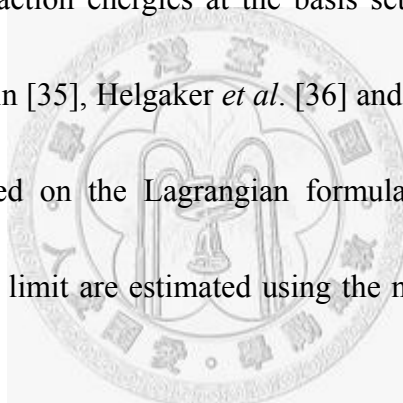 action energies at the basis set
in [35], Helgaker et al. [36] and
ed on the Lagrangian formula
limit are estimated using the